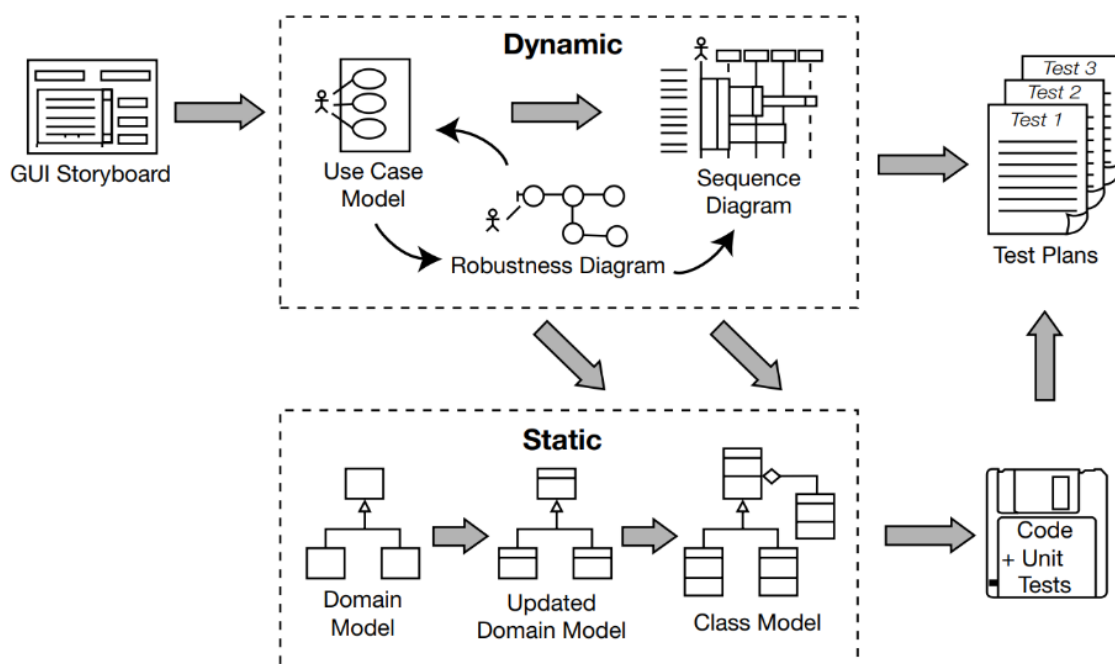 Dynamic
GUI Storyboard
Use Case
Model
Robustness Diagram
Sequence
Diagram
Test 3
Test 2
Test 1
Test Plans
Static
Domain
Model
Updated
Domain Model
Class Model
Code
+ Unit
Tests